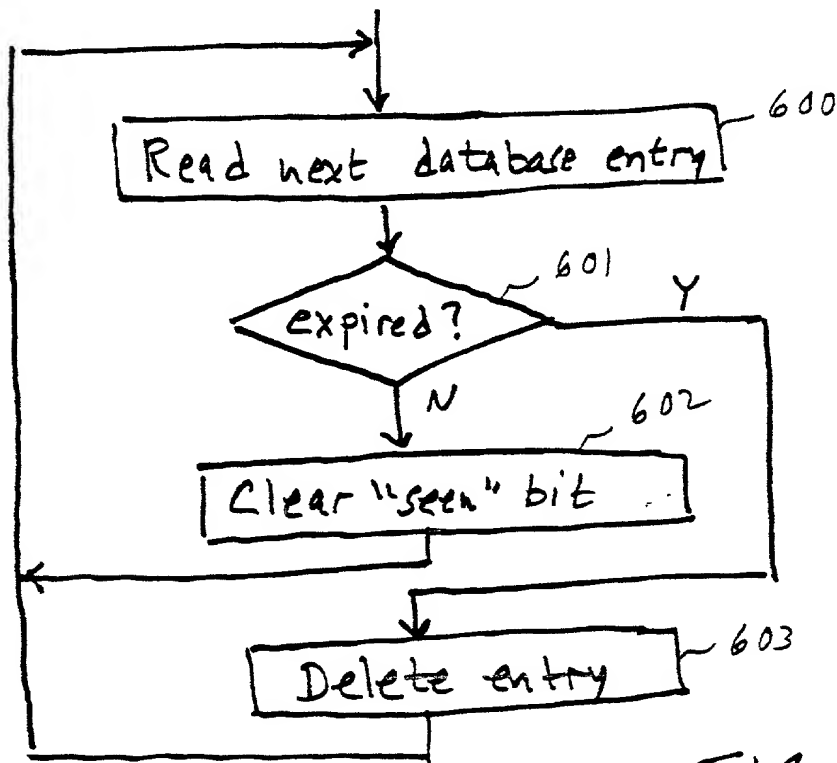 600
Read next database entry
601
expired?
Y
N
602
Clear "seen" bit
603
Delete entry